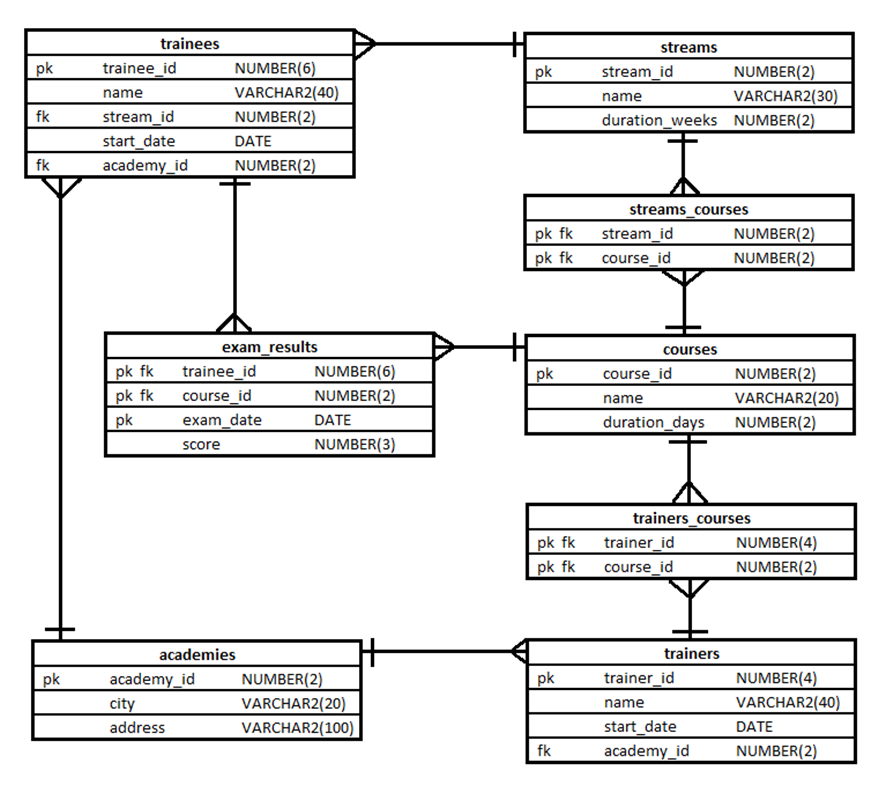 trainees
pk trainee_id NUMBER(6)
name VARCHAR2(40)
fk stream_id NUMBER(2)
start_date DATE
fk academy_id NUMBER(2)
streams
pk stream_id NUMBER(2)
name VARCHAR2(30)
duration_weeks NUMBER(2)
streams_courses
pk fk stream_id NUMBER(2)
pk fk course_id NUMBER(2)
exam_results
pk fk trainee_id NUMBER(6)
pk fk course_id NUMBER(2)
pk exam_date DATE
score NUMBER(3)
courses
pk course_id NUMBER(2)
name VARCHAR2(20)
duration_days NUMBER(2)
trainers_courses
pk fk trainer_id NUMBER(4)
pk fk course_id NUMBER(2)
academies
pk academy_id NUMBER(2)
city VARCHAR2(20)
address VARCHAR2(100)
trainers
pk trainer_id NUMBER(4)
name VARCHAR2(40)
start_date DATE
fk academy_id NUMBER(2)